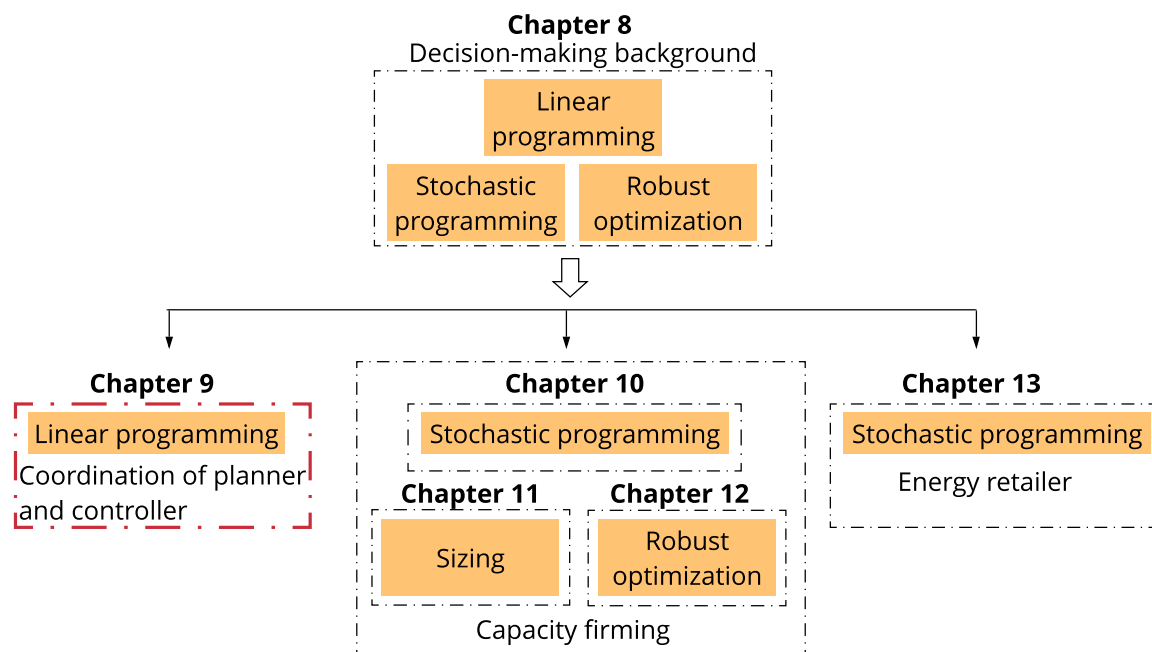 Chapter 8
Decision-making background
Linear
programming
Stochastic
programming
Robust
optimization
Chapter 9
Linear programming
Coordination of planner
and controller
Chapter 10
Stochastic programming
Chapter 11
Sizing
Chapter 12
Robust
optimization
Capacity firming
Chapter 13
Stochastic programming
Energy retailer